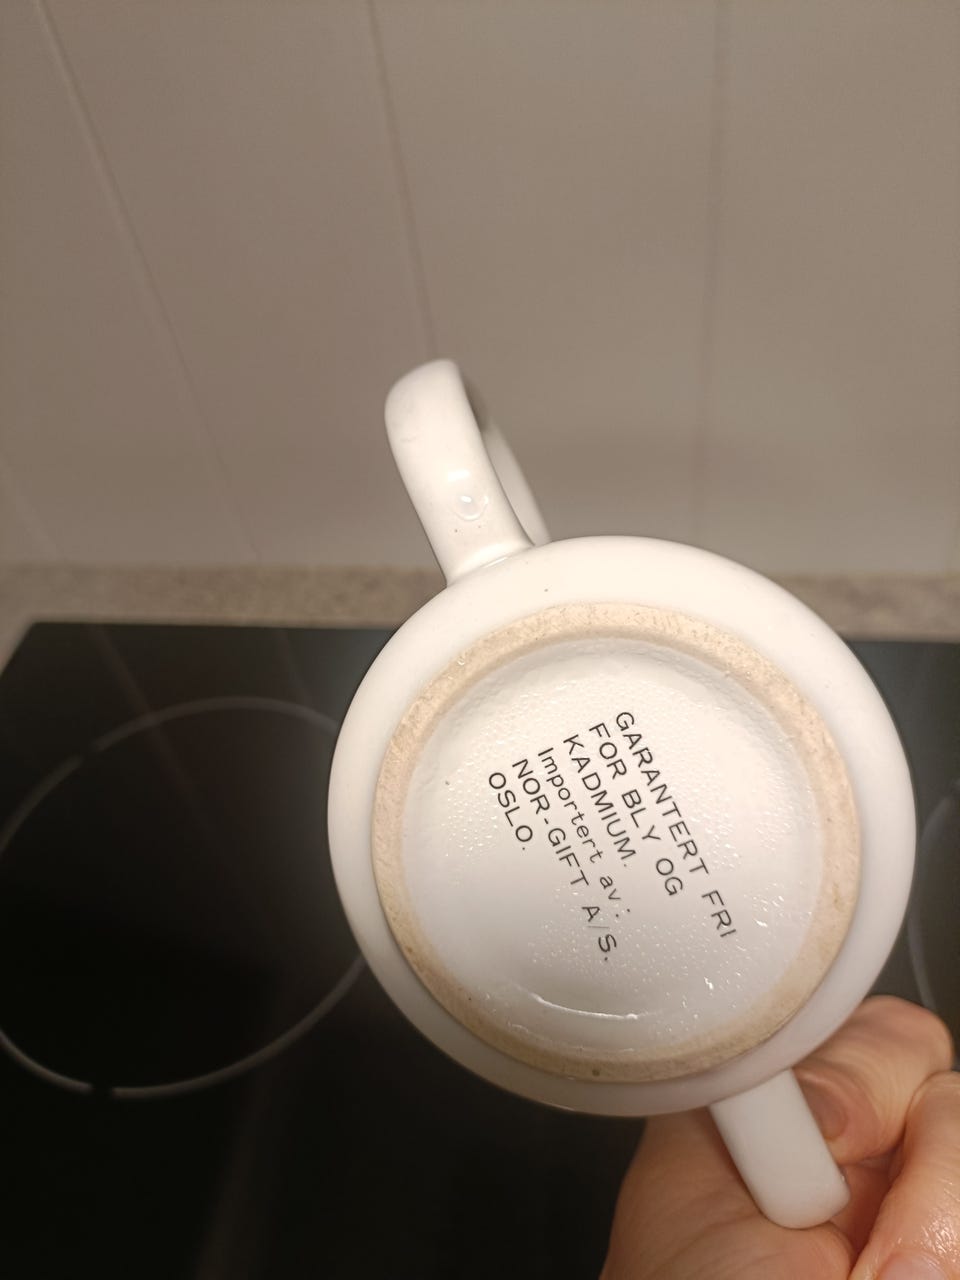 GARANTERT FRI
FOR BLY OG
KADMIUM.
Importert av:
NOR-GIFT A/S.
OSLO.